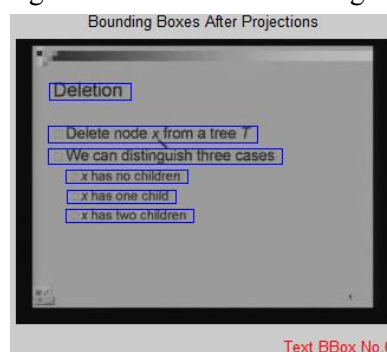 Bounding Boxes After Projections
Deletion
Delete node x from a tree T
We can distinguish three cases
x has no children
x has one child
x has two children
Text BBox No.